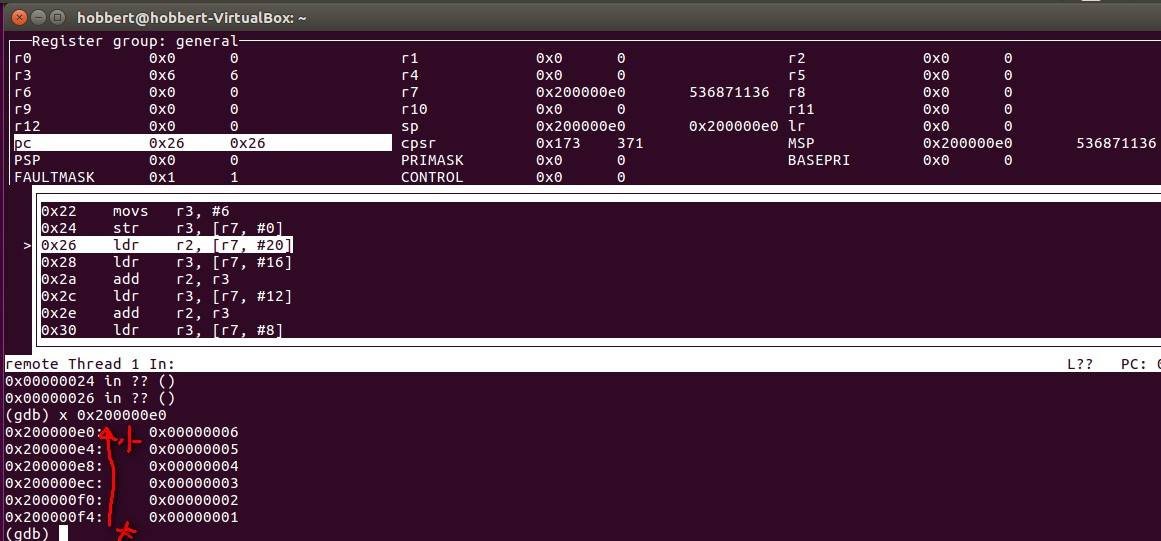 hobbert@hobbert-VirtualBox: ~
Register group: general
r0 0x0 0 r1 0x0 0 r2 0x0 0
r3 0x6 6 r4 0x0 0 r5 0x0 0
r6 0x0 0 r7 0x200000e0 536871136 r8 0x0 0
r9 0x0 0 r10 0x0 0 r11 0x0 0
r12 0x0 0 sp 0x200000e0 0x200000e0 lr 0x0 0
pc 0x26 0x26 cpsr 0x173 371 MSP 0x200000e0 536871136
PSP 0x0 0 PRIMASK 0x0 0 BASEPRI 0x0 0
FAULTMASK 0x1 1 CONTROL 0x0 0
0x22 movs r3, #6
0x24 str r3, [r7, #0]
>0x26 ldr r2, [r7, #20]
0x28 ldr r3, [r7, #16]
0x2a add r2, r3
0x2c ldr r3, [r7, #12]
0x2e add r2, r3
0x30 ldr r3, [r7, #8]
remote Thread 1 In: L?? PC: 0
0x00000024 in ?? ()
0x00000026 in ?? ()
(gdb) x 0x200000e0
0x200000e0: 小 0x00000006
0x200000e4: 0x00000005
0x200000e8: 0x00000004
0x200000ec: 0x00000003
0x200000f0: 0x00000002
0x200000f4: 0x00000001
(gdb) 大